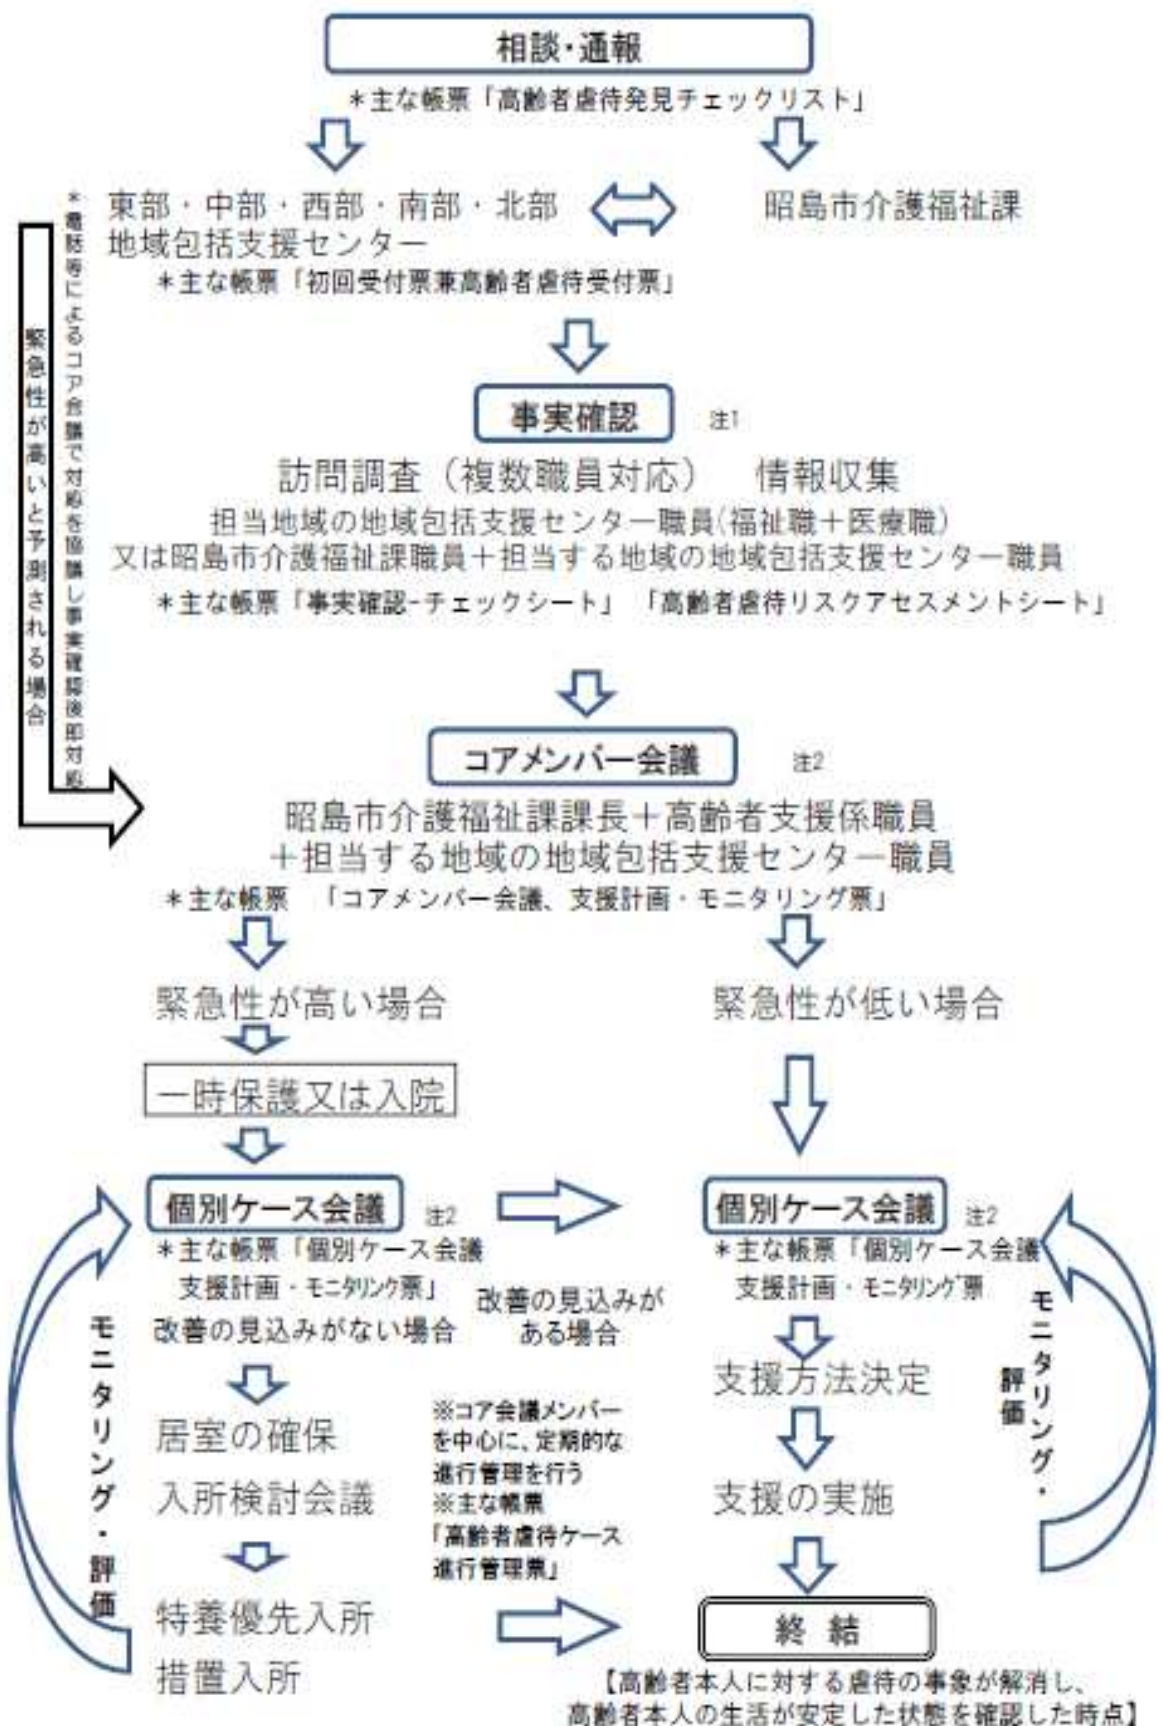 相談・通報
＊主な帳票「高齢者虐待発見チェックリスト」
東部・中部・西部・南部・北部
地域包括支援センター
昭島市介護福祉課
＊主な帳票「初回受付票兼高齢者虐待受付票」
緊急性が高いと予測される場合
＊電話等によるコア会議で対応を協議し事実確認後即対応
事実確認 注1
訪問調査（複数職員対応） 情報収集
担当地域の地域包括支援センター職員(福祉職＋医療職)
又は昭島市介護福祉課職員＋担当する地域の地域包括支援センター職員
＊主な帳票「事実確認-チェックシート」 「高齢者虐待リスクアセスメントシート」
コアメンバー会議 注2
昭島市介護福祉課課長＋高齢者支援係職員
＋担当する地域の地域包括支援センター職員
＊主な帳票 「コアメンバー会議、支援計画・モニタリング票」
緊急性が高い場合
緊急性が低い場合
一時保護又は入院
個別ケース会議 注2
＊主な帳票「個別ケース会議
支援計画・モニタリング票」
改善の見込みがない場合
改善の見込みが
ある場合
個別ケース会議 注2
＊主な帳票「個別ケース会議
支援計画・モニタリング票
モニタリング・評価
居室の確保
入所検討会議
特養優先入所
措置入所
※コア会議メンバー
を中心に、定期的な
進行管理を行う
※主な帳票
「高齢者虐待ケース
進行管理票」
支援方法決定
支援の実施
モニタリング・
評価
終 結
【高齢者本人に対する虐待の事象が解消し、
高齢者本人の生活が安定した状態を確認した時点】